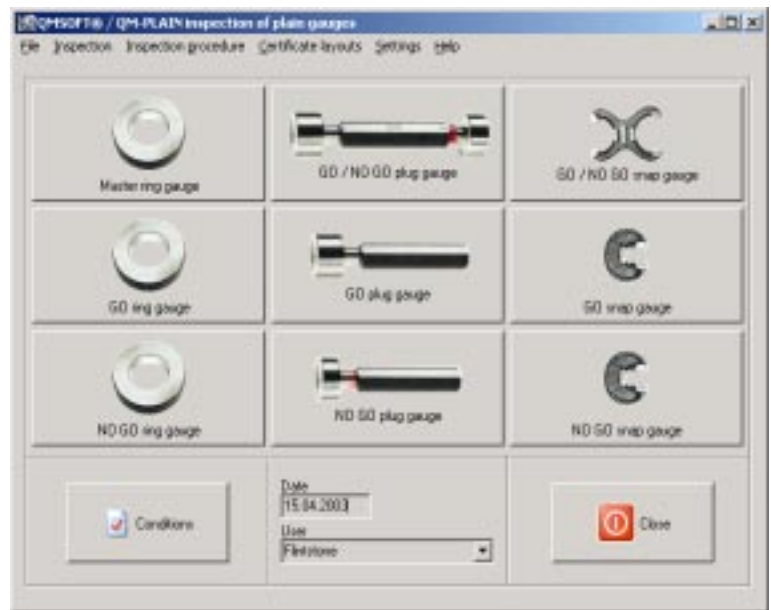 QMSOFT® / QM-PLAIN inspection of plain gauges
File Inspection Inspection procedure Certificate layouts Settings Help
Master ring gauge
GO / NO GO plug gauge
GO / NO GO snap gauge
GO ring gauge
GO plug gauge
GO snap gauge
NO GO ring gauge
NO GO plug gauge
NO GO snap gauge
Conditions
Date
15.04.2003
User
Flintstone
Close